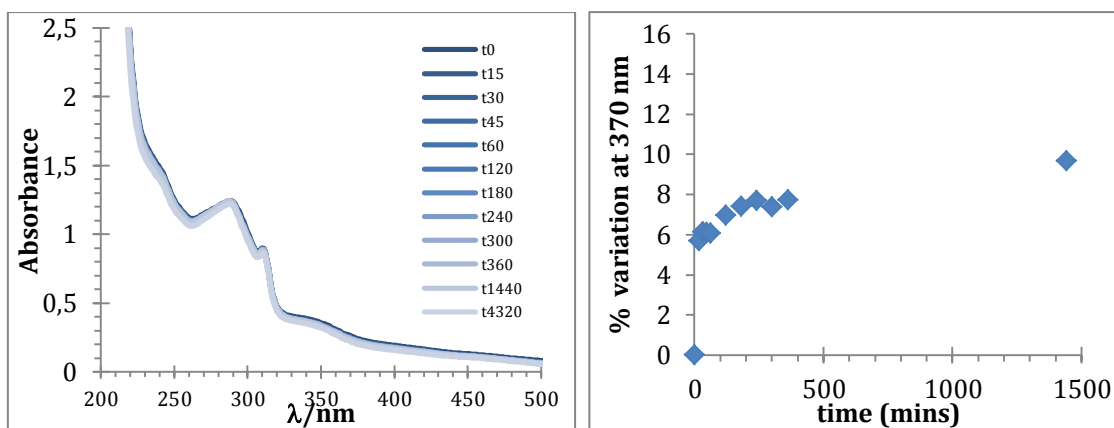 2,5
2
1,5
1
0,5
0
Absorbance
200 250 300 350 400 450 500
λ/nm
t0
t15
t30
t45
t60
t120
t180
t240
t300
t360
t1440
t4320
16
14
12
10
8
6
4
2
0
% variation at 370 nm
0 500 1000 1500
time (mins)